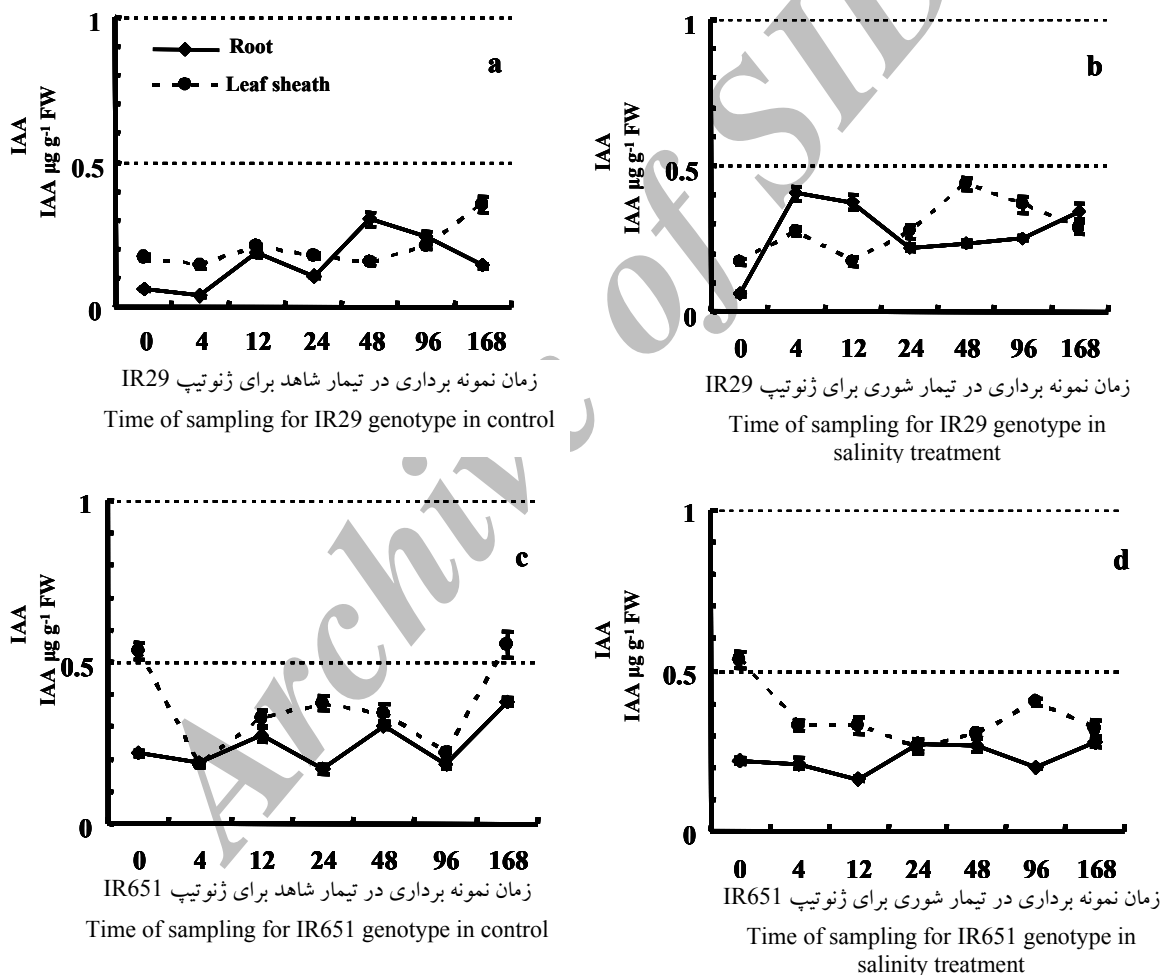 1
Root
Leaf sheath
a
IAA
IAA µg g-1 FW
0.5
0
0 4 12 24 48 96 168
زمان نمونه برداری در تیمار شاهد برای ژنوتیپ IR29
Time of sampling for IR29 genotype in control
1
b
IAA
IAA µg g-1 FW
0.5
0
0 4 12 24 48 96 168
زمان نمونه برداری در تیمار شوری برای ژنوتیپ IR29
Time of sampling for IR29 genotype in
salinity treatment
1
c
IAA
IAA µg g-1 FW
0.5
0
0 4 12 24 48 96 168
زمان نمونه برداری در تیمار شاهد برای ژنوتیپ IR651
Time of sampling for IR651 genotype in control
1
d
IAA
IAA µg g-1 FW
0.5
0
0 4 12 24 48 96 168
زمان نمونه برداری در تیمار شوری برای ژنوتیپ IR651
Time of sampling for IR651 genotype in
salinity treatment
Archive of SID